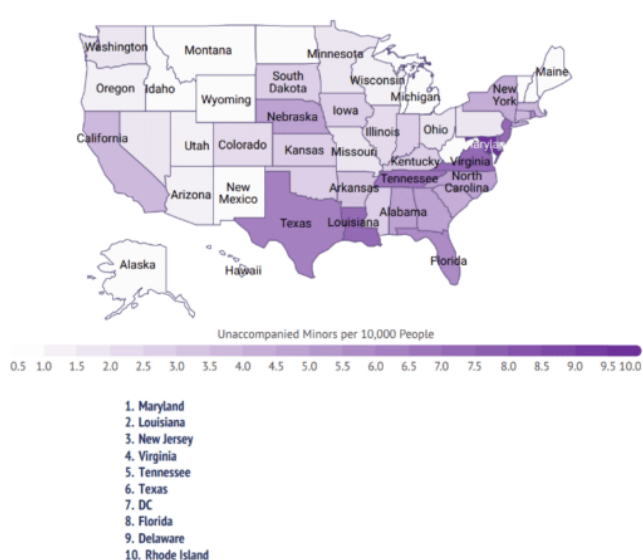 Washington
Montana
Minnesota
Maine
Oregon
Idaho
South
Dakota
Wisconsin
Michigan
New
York
Wyoming
Nebraska
Iowa
California
Utah
Colorado
Kansas
Illinois
Ohio
Missouri
Kentucky
Virginia
Arizona
New
Mexico
Arkansas
Tennessee
North
Carolina
Texas
Louisiana
Alabama
Florida
Alaska
Hawaii
Unaccompanied Minors per 10,000 People
0.5 1.0 1.5 2.0 2.5 3.0 3.5 4.0 4.5 5.0 5.5 6.0 6.5 7.0 7.5 8.0 8.5 9.0 9.5 10.0
1. Maryland
2. Louisiana
3. New Jersey
4. Virginia
5. Tennessee
6. Texas
7. DC
8. Florida
9. Delaware
10. Rhode Island